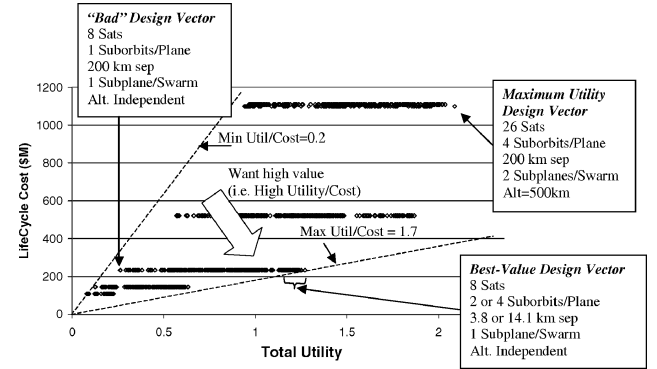 “Bad” Design Vector
8 Sats
1 Suborbits/Plane
200 km sep
1 Subplane/Swarm
Alt. Independent
Maximum Utility
Design Vector
26 Sats
4 Suborbits/Plane
200 km sep
2 Subplanes/Swarm
Alt=500km
Min Util/Cost=0.2
Want high value
(i.e. High Utility/Cost)
Max Util/Cost = 1.7
Best-Value Design Vector
8 Sats
2 or 4 Suborbits/Plane
3.8 or 14.1 km sep
1 Subplane/Swarm
Alt. Independent
LifeCycle Cost ($M)
1200
1000
800
600
400
200
0
0
0.5
1
1.5
2
Total Utility